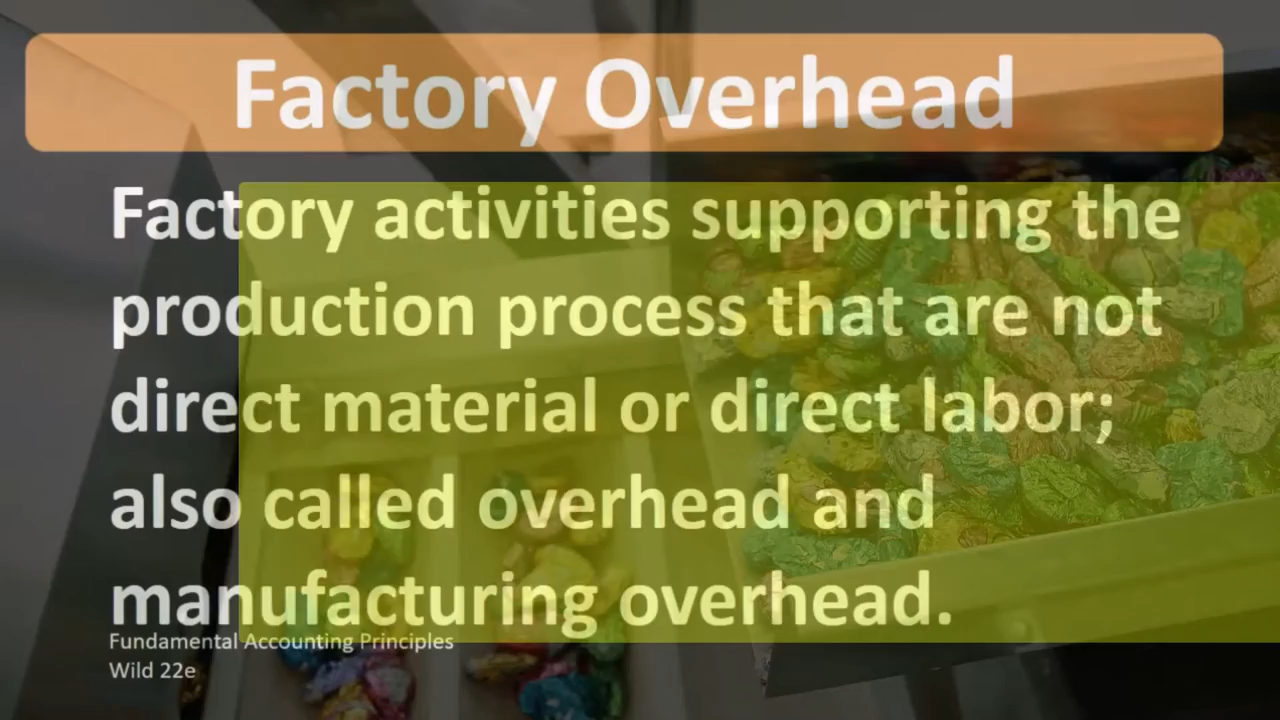 Factory Overhead
Factory activities supporting the
production process that are not
direct material or direct labor;
also called overhead and
manufacturing overhead.
Fundamental Accounting Principles
Wild 22e